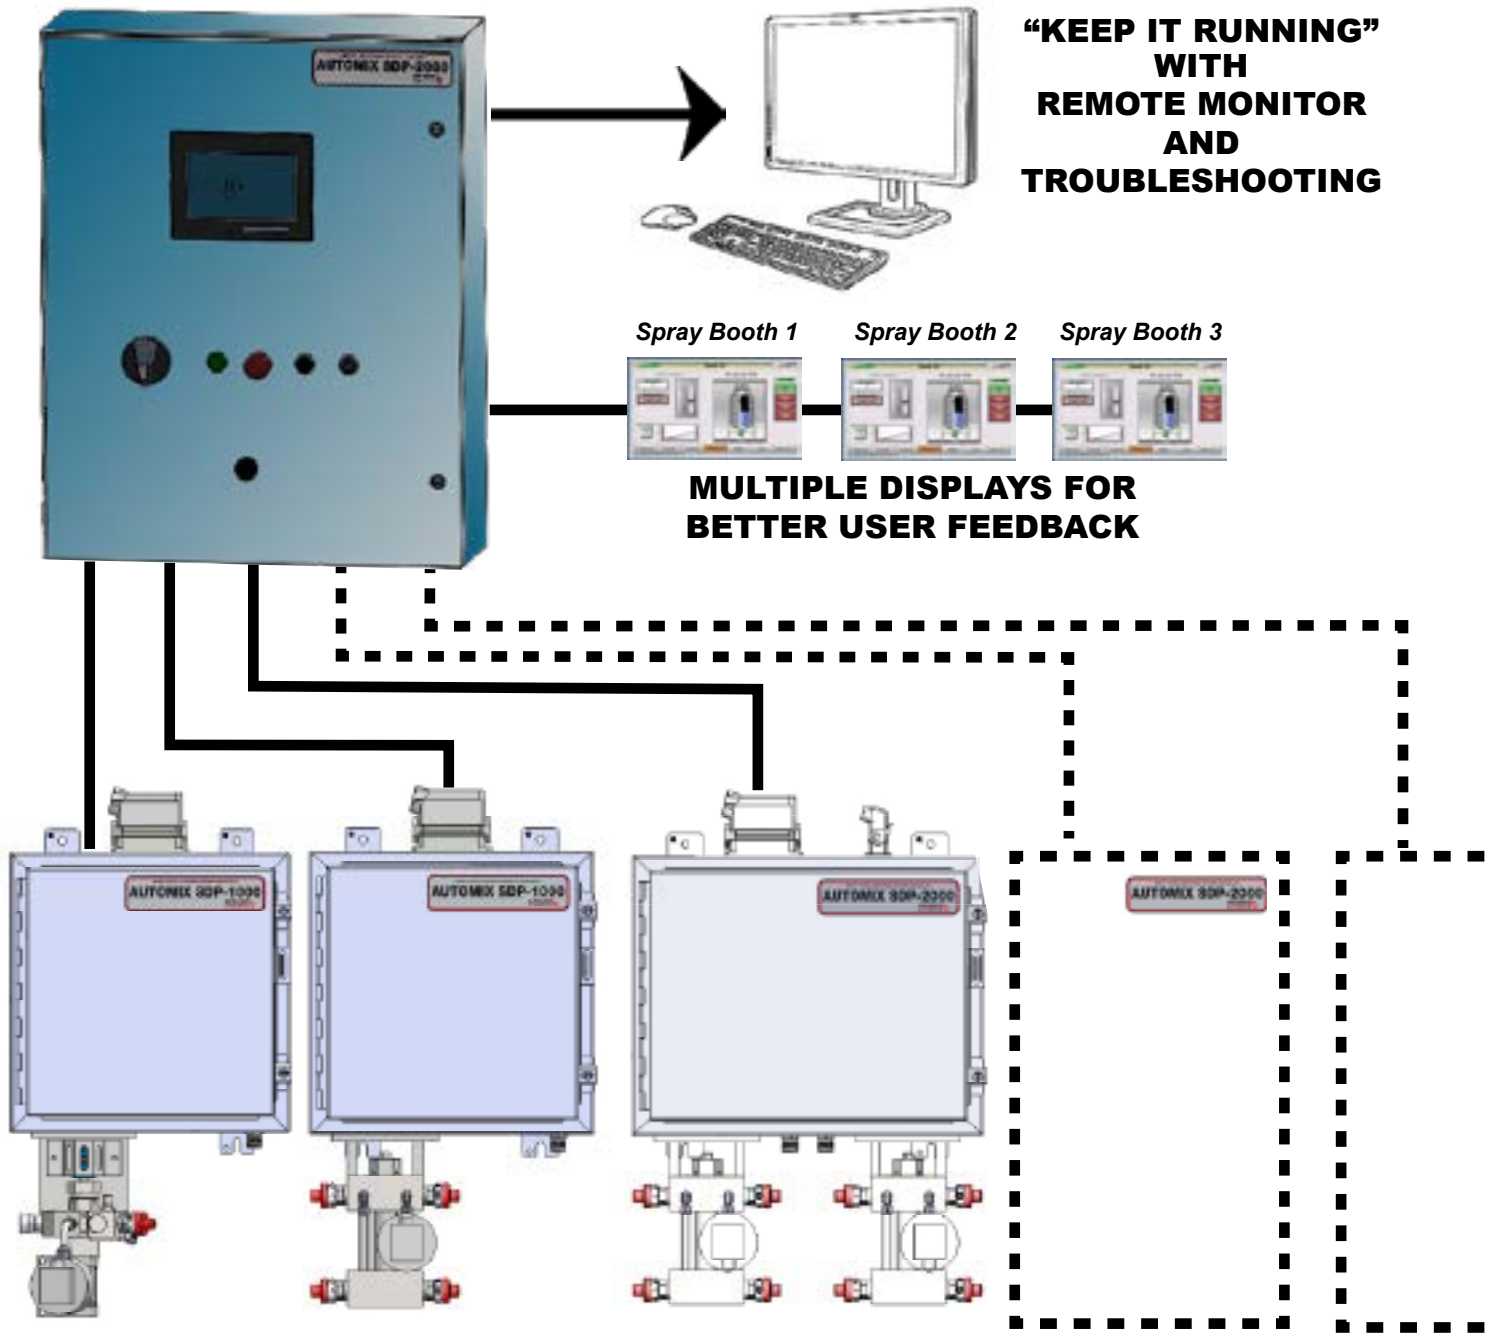 AUTOMIX SDP-2000
“KEEP IT RUNNING”
WITH
REMOTE MONITOR
AND
TROUBLESHOOTING
Spray Booth 1
Spray Booth 2
Spray Booth 3
MULTIPLE DISPLAYS FOR
BETTER USER FEEDBACK
AUTOMIX SDP-1000
AUTOMIX SDP-1000
AUTOMIX SDP-2000
AUTOMIX SDP-2000